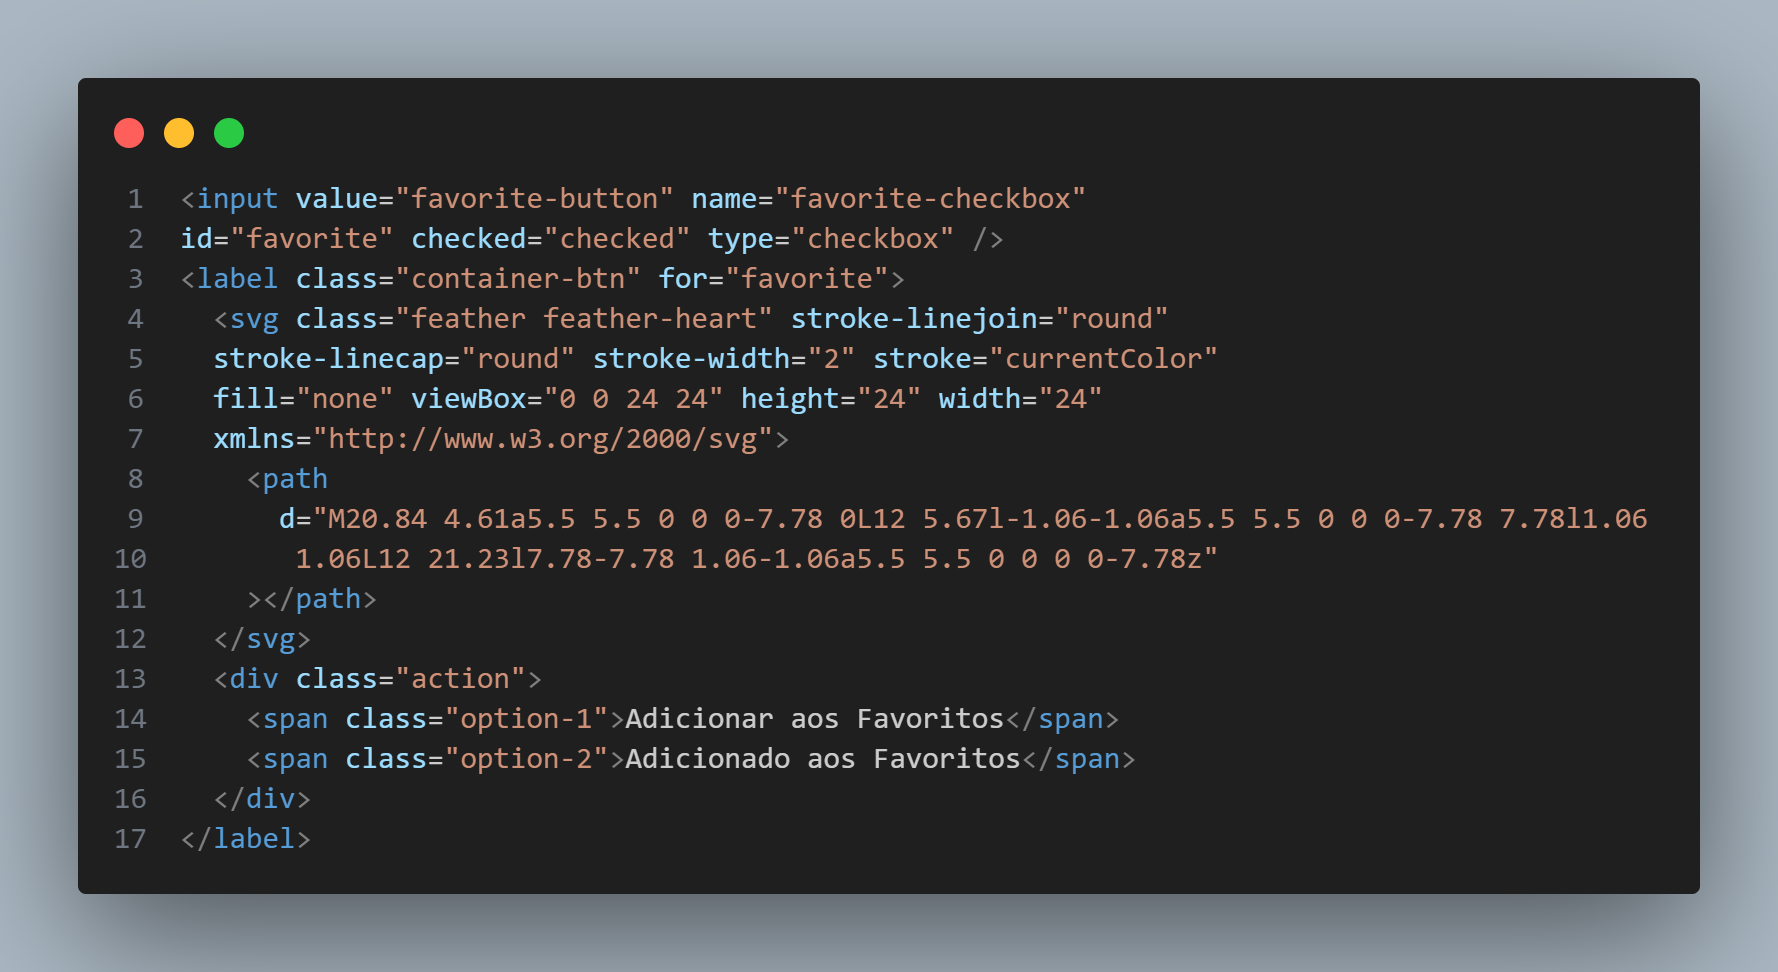 1 <input value="favorite-button" name="favorite-checkbox"
2 id="favorite" checked="checked" type="checkbox" />
3 <label class="container-btn" for="favorite">
4   <svg class="feather feather-heart" stroke-linejoin="round"
5   stroke-linecap="round" stroke-width="2" stroke="currentColor"
6   fill="none" viewBox="0 0 24 24" height="24" width="24"
7   xmlns="http://www.w3.org/2000/svg">
8     <path
9       d="M20.84 4.61a5.5 5.5 0 0 0-7.78 0L12 5.67l-1.06-1.06a5.5 5.5 0 0 0-7.78 7.78l1.06
10        1.06L12 21.23l7.78-7.78 1.06-1.06a5.5 5.5 0 0 0 0-7.78z"
11     ></path>
12   </svg>
13   <div class="action">
14     <span class="option-1">Adicionar aos Favoritos</span>
15     <span class="option-2">Adicionado aos Favoritos</span>
16   </div>
17 </label>